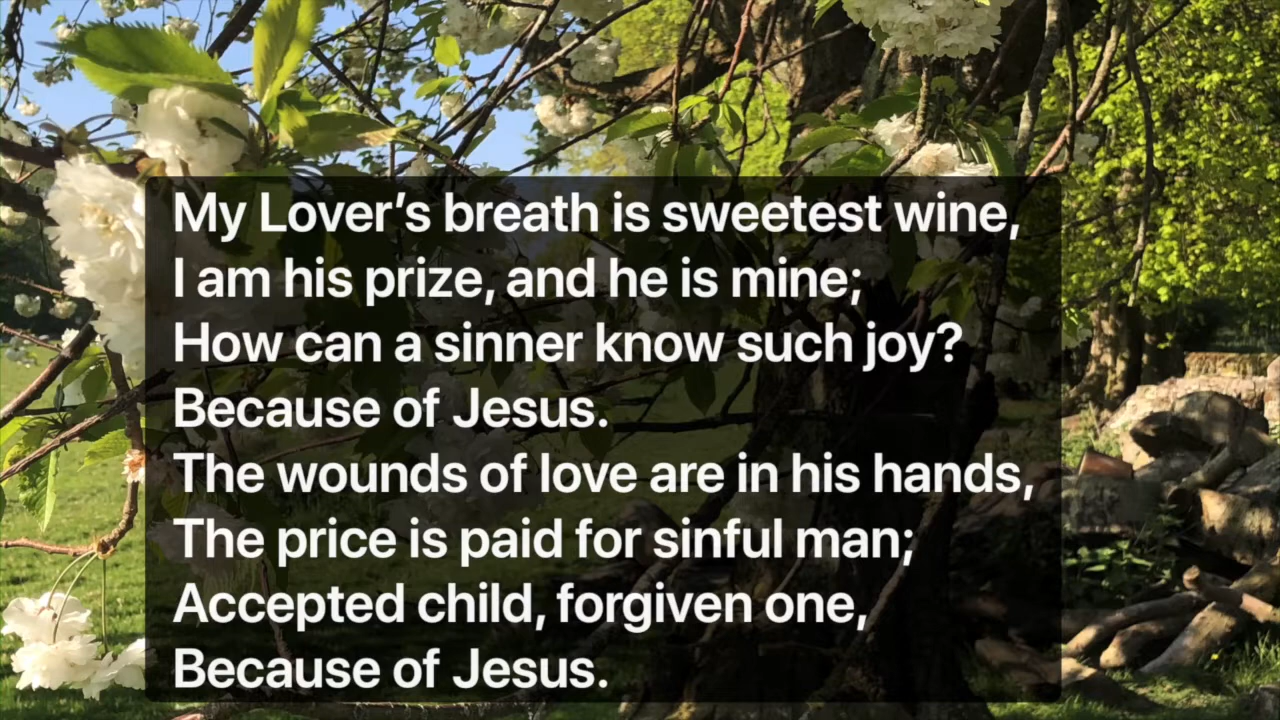 My Lover’s breath is sweetest wine,
I am his prize, and he is mine;
How can a sinner know such joy?
Because of Jesus.
The wounds of love are in his hands,
The price is paid for sinful man;
Accepted child, forgiven one,
Because of Jesus.